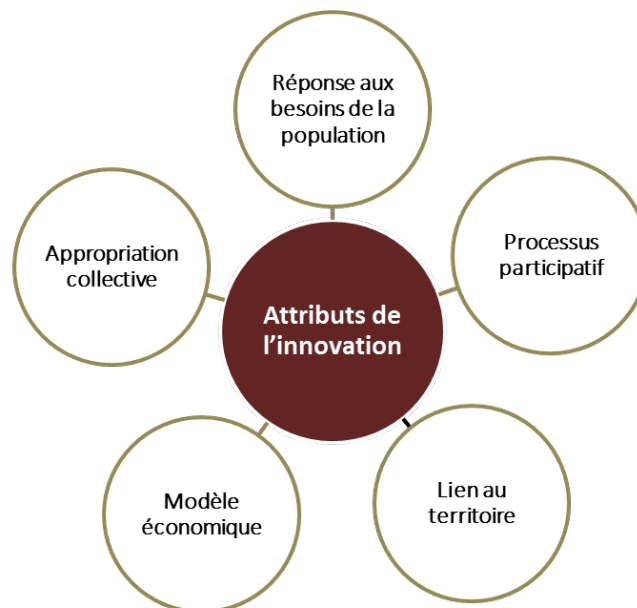 Réponse aux
besoins de la
population
Processus
participatif
Lien au
territoire
Modèle
économique
Appropriation
collective
Attributs de
l'innovation